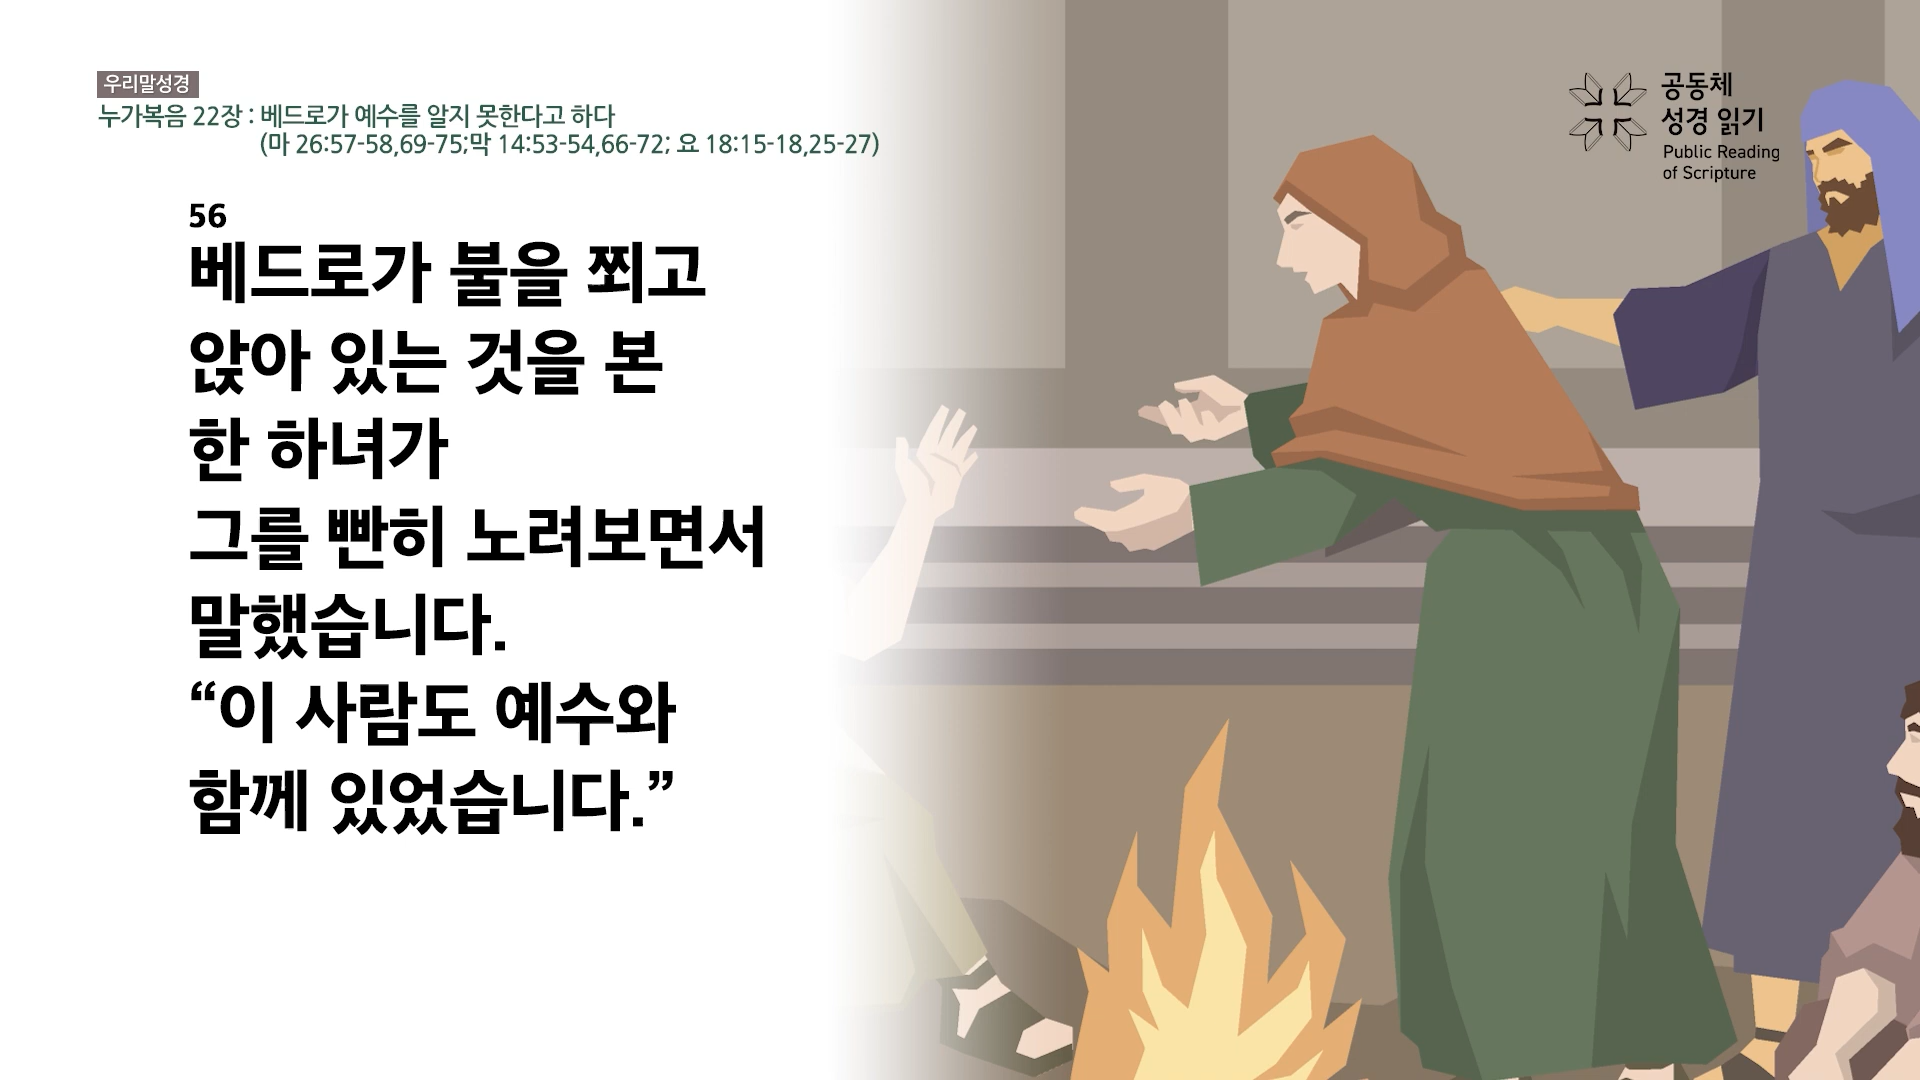 우리말성경
누가복음 22장 : 베드로가 예수를 알지 못한다고 하다
(마 26:57-58,69-75;막 14:53-54,66-72; 요 18:15-18,25-27)
56
베드로가 불을 쬐고
앉아 있는 것을 본
한 하녀가
그를 빤히 노려보면서
말했습니다.
“이 사람도 예수와
함께 있었습니다.”
공동체
성경 읽기
Public Reading
of Scripture